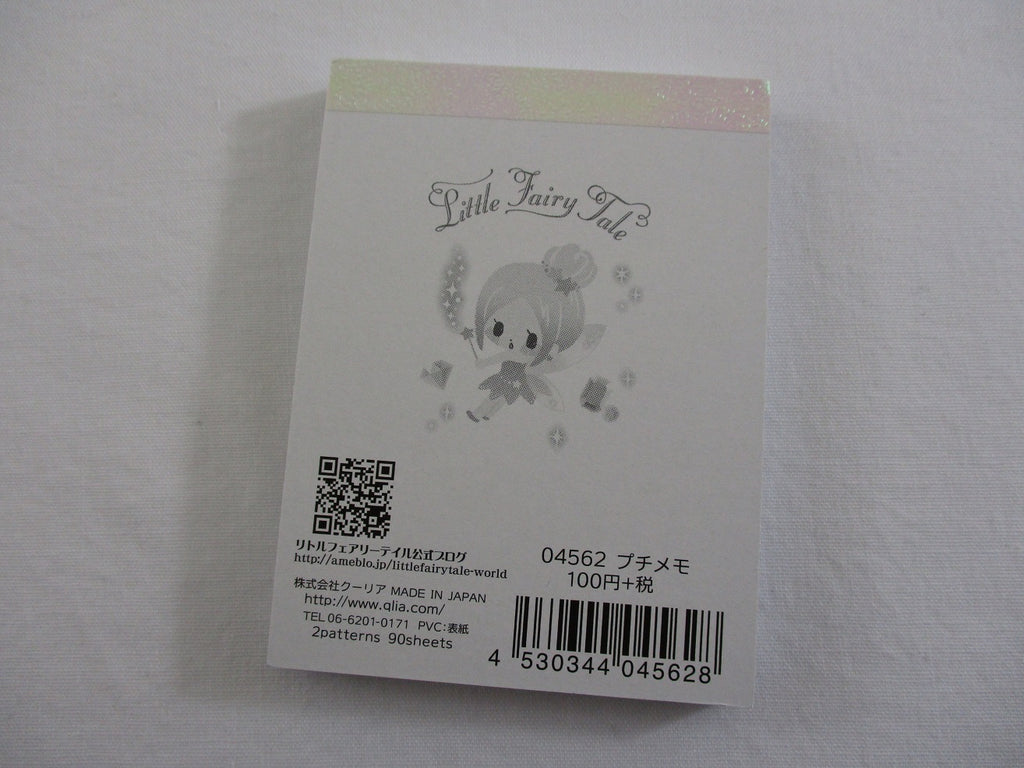 Little Fairy Tale
リトルフェアリーテイル公式ブログ
http://ameblo.jp/littlefairytale-world
株式会社クーリア MADE IN JAPAN
http://www.qlia.com/
TEL 06-6201-0171 PVC:表紙
2patterns 90sheets
04562 プチメモ
100円+税
4 530344 045628